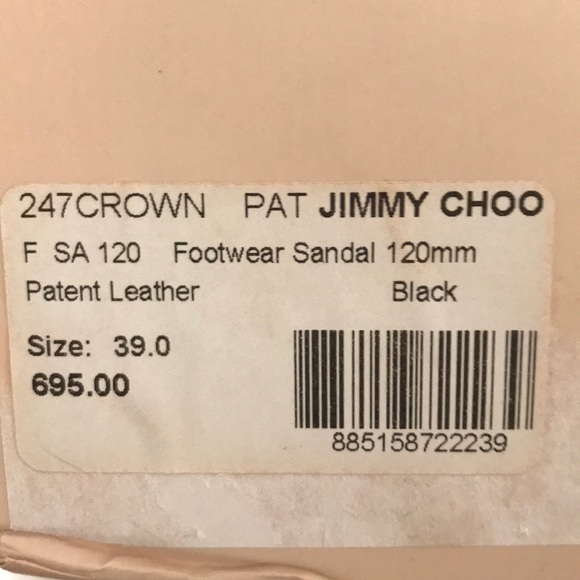 247CROWN PAT JIMMY CHOO
F SA 120 Footwear Sandal 120mm
Patent Leather Black
Size: 39.0
695.00
885158722239